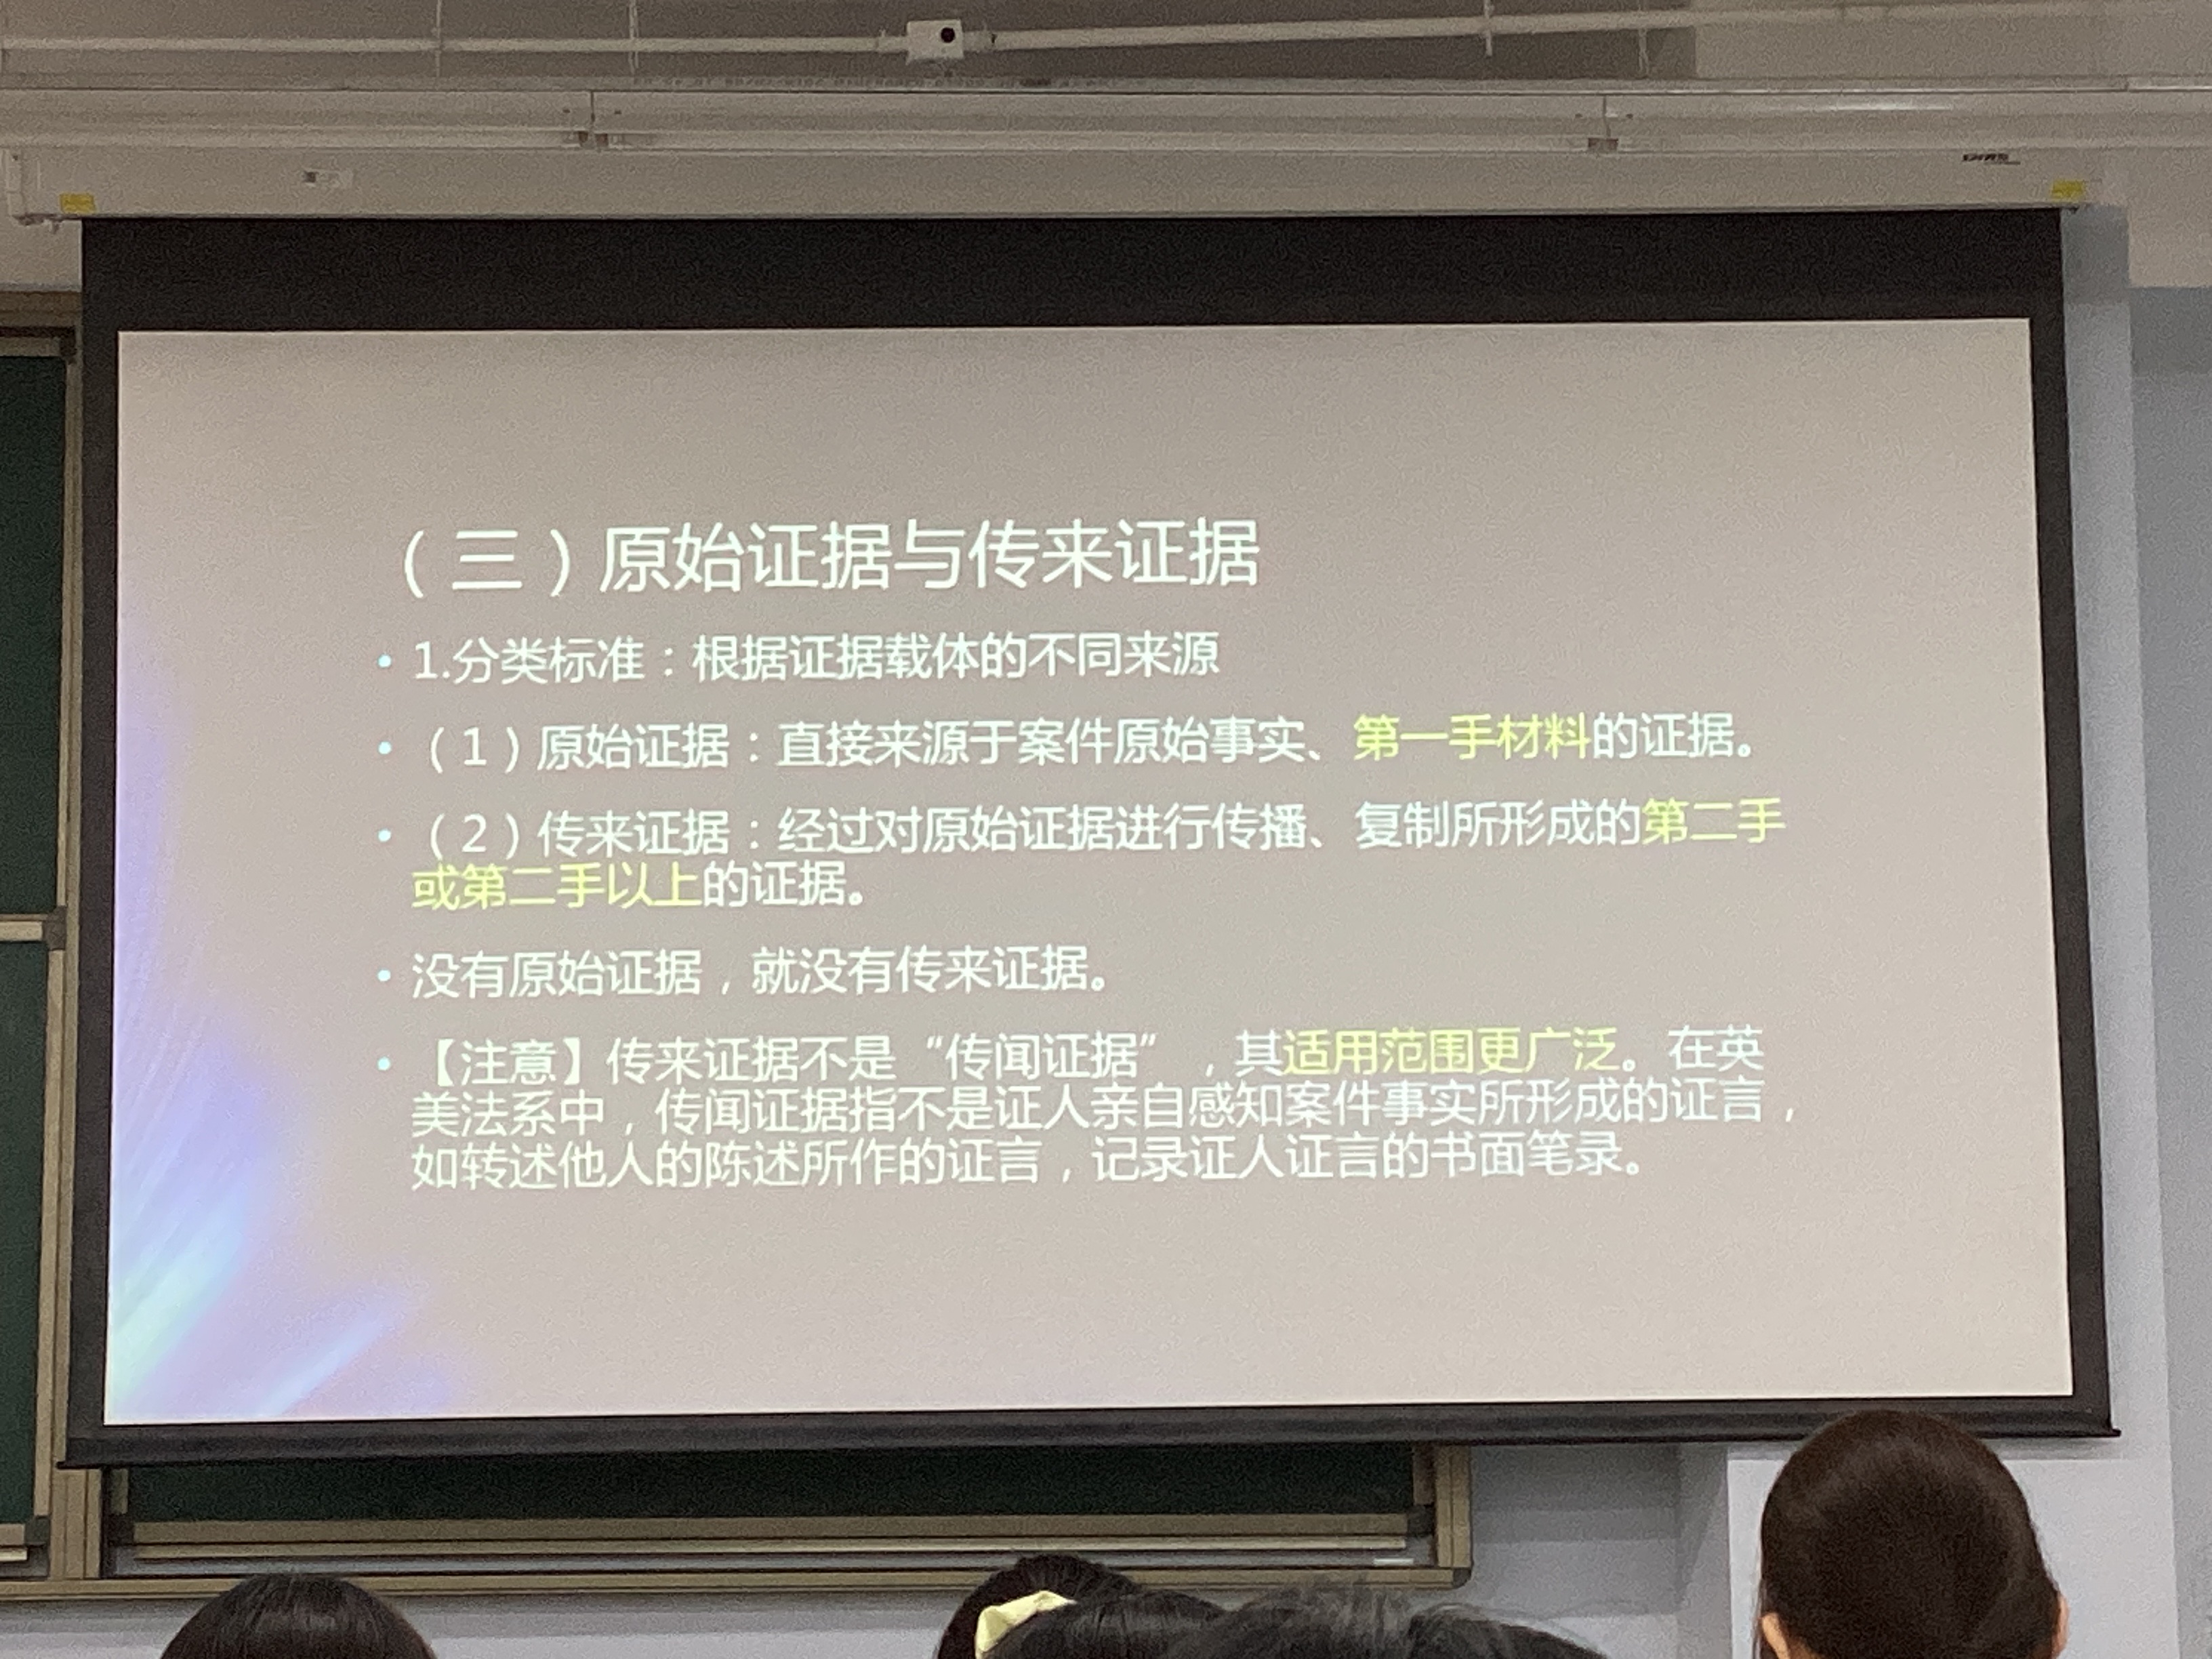 （三）原始证据与传来证据
• 1.分类标准：根据证据载体的不同来源
• （1）原始证据：直接来源于案件原始事实、第一手材料的证据。
• （2）传来证据：经过对原始证据进行传播、复制所形成的第二手
或第二手以上的证据。
• 没有原始证据，就没有传来证据。
• 【注意】传来证据不是“传闻证据”，其适用范围更广泛。在英
美法系中，传闻证据指不是证人亲自感知案件事实所形成的证言，
如转述他人的陈述所作的证言，记录证人证言的书面笔录。